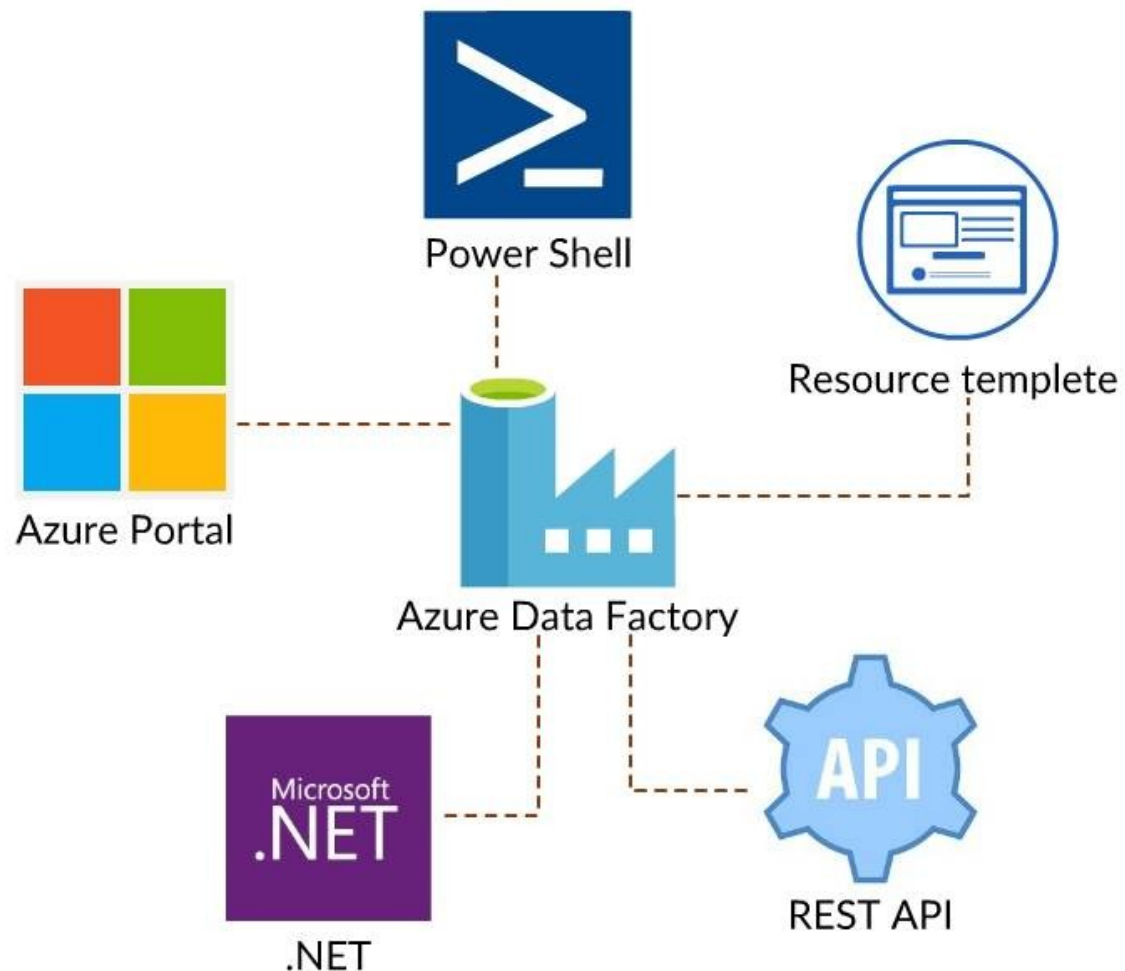 Power Shell
Resource templete
Azure Portal
Azure Data Factory
Microsoft
.NET
API
.NET
REST API